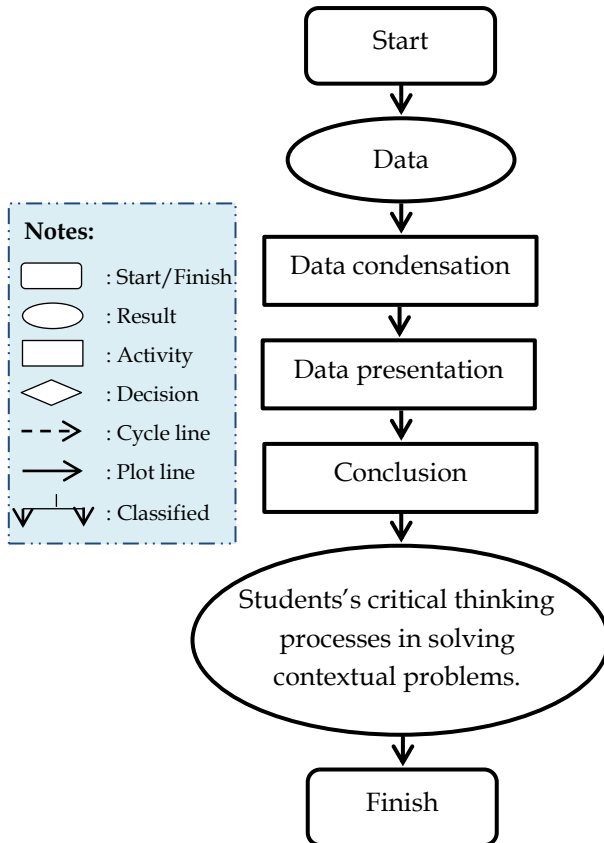 Start
Data
Notes:
: Start/Finish
: Result
: Activity
: Decision
: Cycle line
: Plot line
: Classified
Data condensation
Data presentation
Conclusion
Students's critical thinking
processes in solving
contextual problems.
Finish